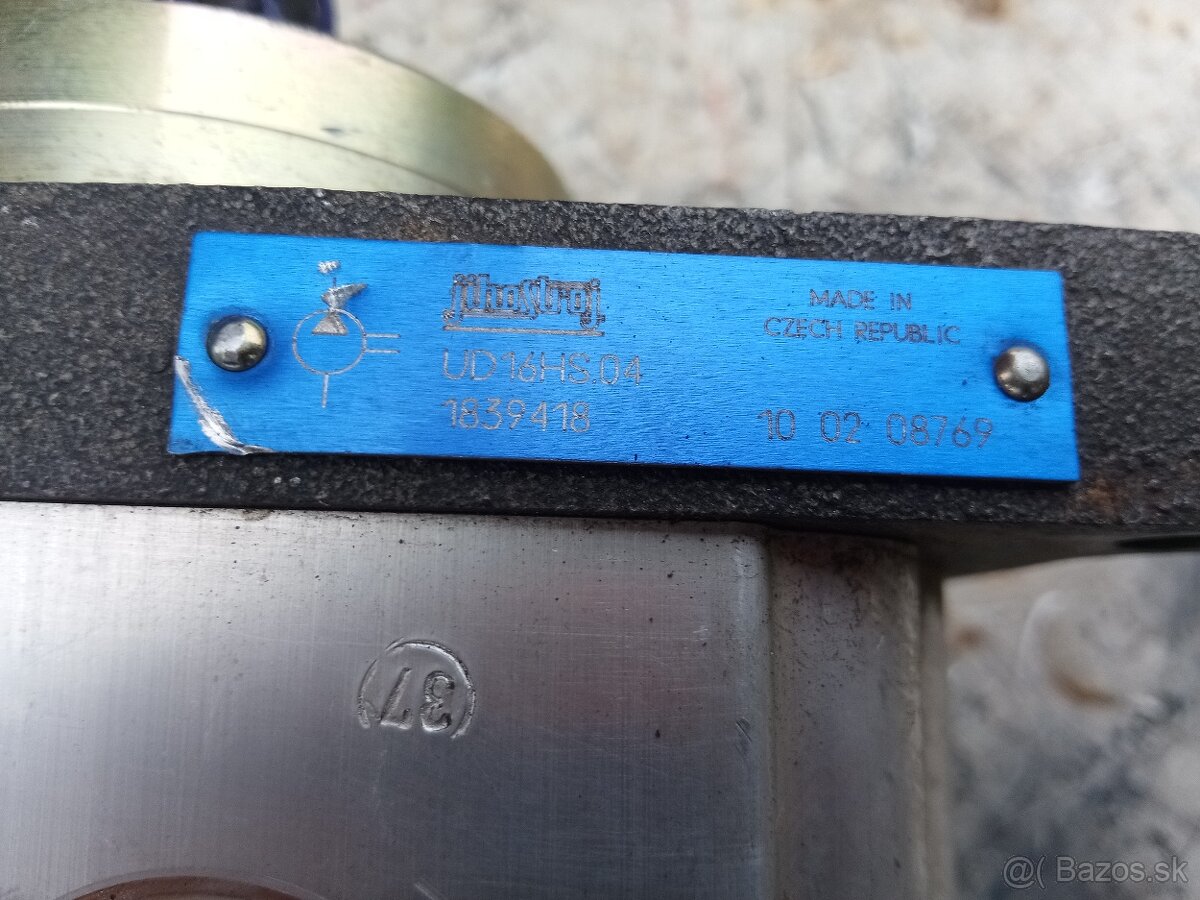 jihostroj
UD16HS.04
1839418
MADE IN
CZECH REPUBLIC
10 02 08769
37
@( Bazos.sk